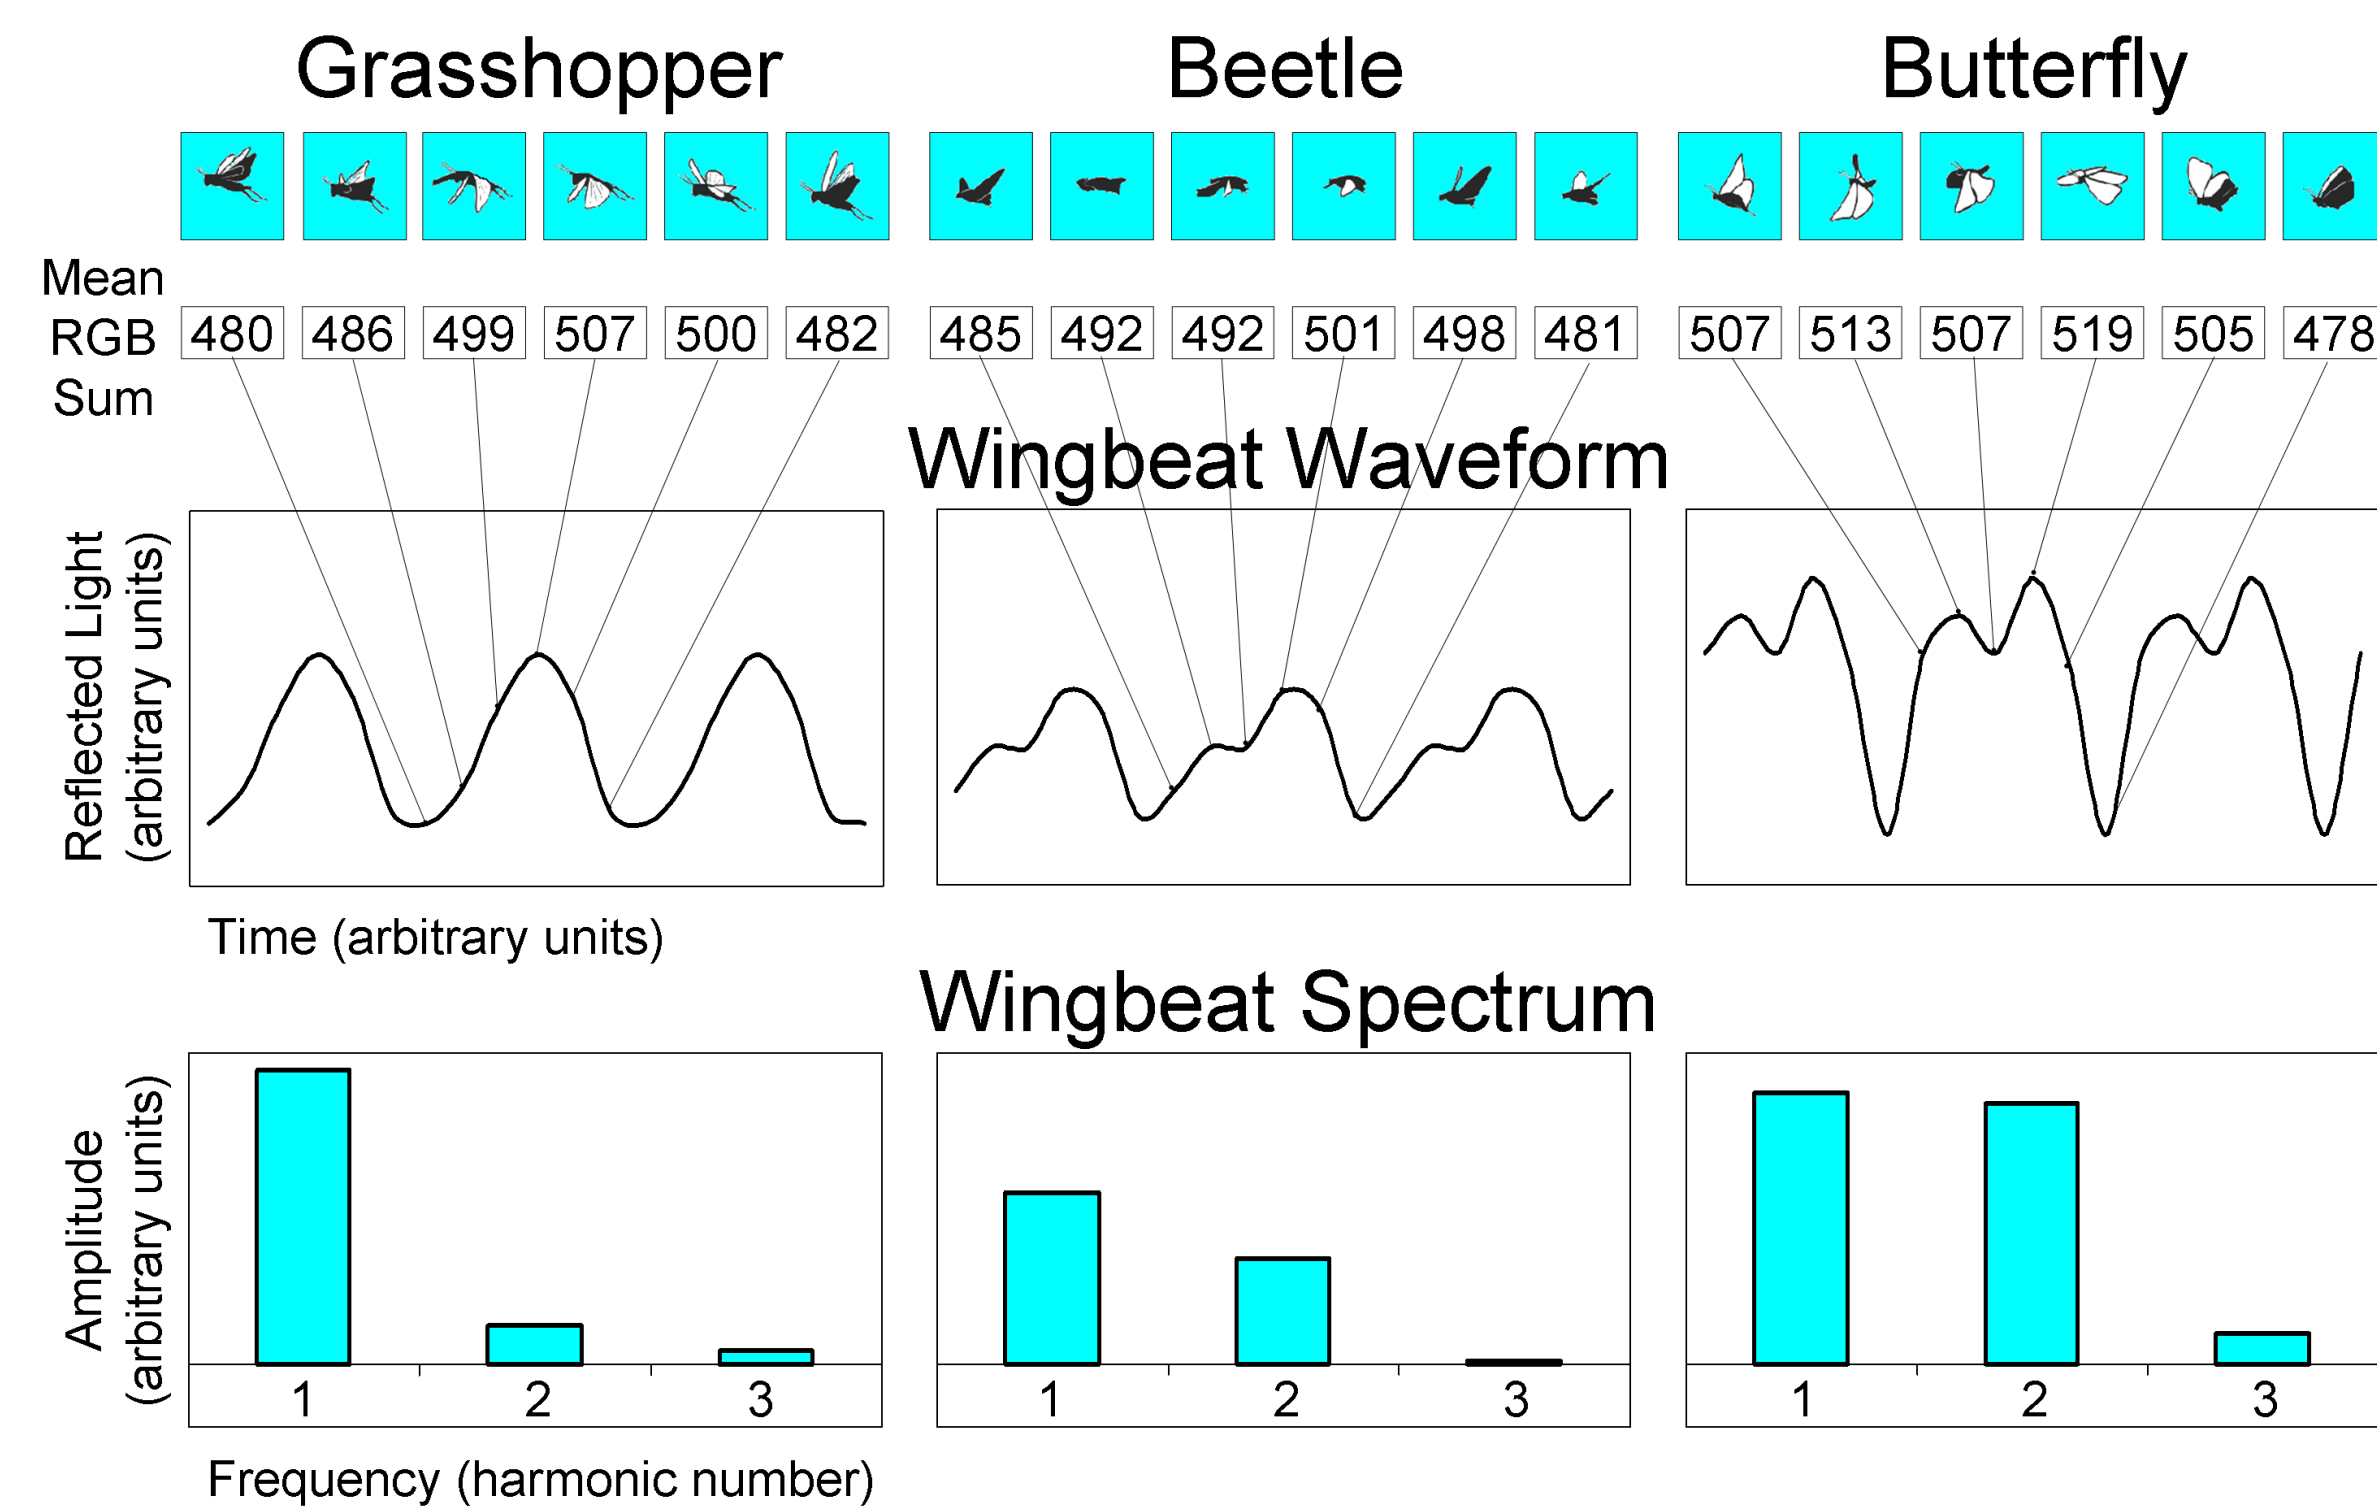 Grasshopper Beetle Butterfly
Mean
RGB 480 486 499 507 500 482 485 492 492 501 498 481 507 513 507 519 505 478
Sum
Wingbeat Waveform
Reflected Light
(arbitrary units)
Time (arbitrary units)
Wingbeat Spectrum
Amplitude
(arbitrary units)
1 2 3 1 2 3 1 2 3
Frequency (harmonic number)